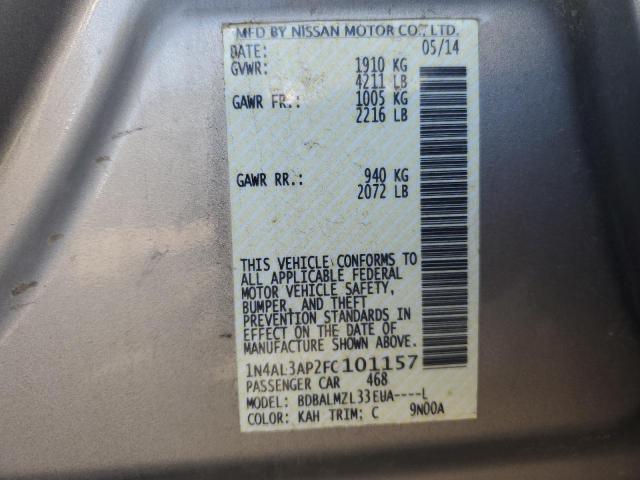 MFD BY NISSAN MOTOR CO., LTD.
DATE: 05/14
GVWR: 1910 KG
4211 LB
GAWR FR.: 1005 KG
2216 LB
GAWR RR.: 940 KG
2072 LB
THIS VEHICLE CONFORMS TO
ALL APPLICABLE FEDERAL
MOTOR VEHICLE SAFETY,
BUMPER, AND THEFT
PREVENTION STANDARDS IN
EFFECT ON THE DATE OF
MANUFACTURE SHOWN ABOVE.
1N4AL3AP2FC101157
PASSENGER CAR 468
MODEL: BDBALMZL33EUA----L
COLOR: KAH TRIM: C 9N00A